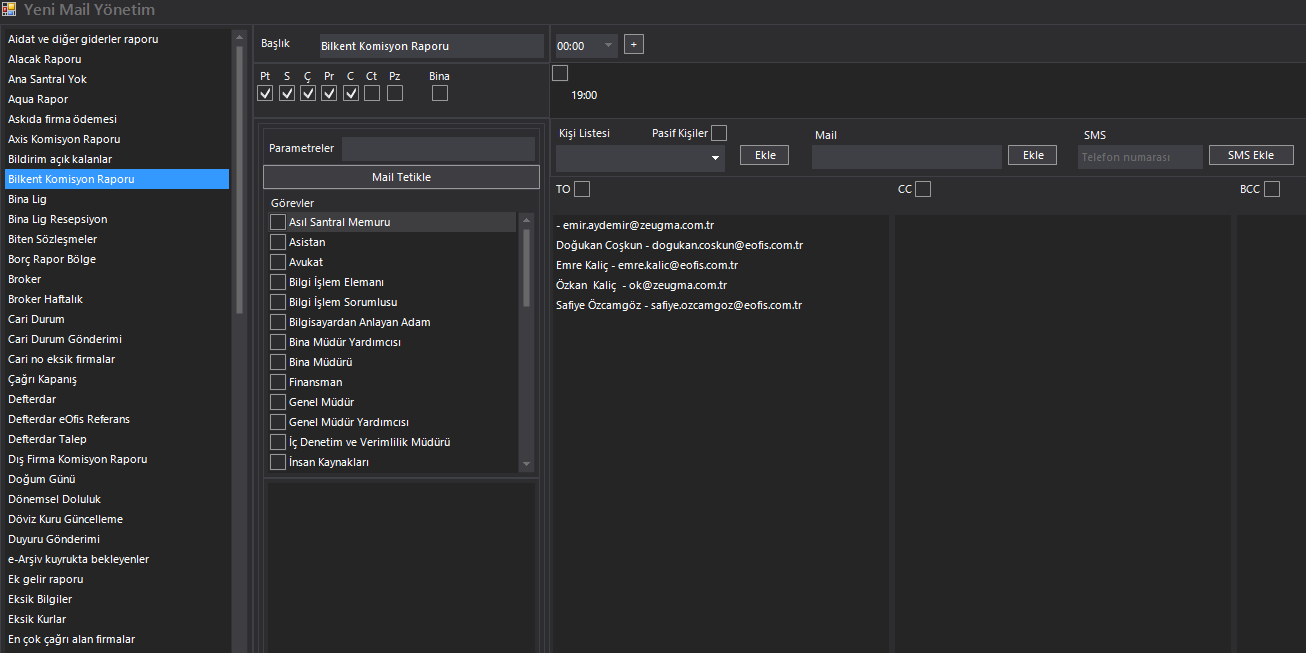 Yeni Mail Yönetim
Aidat ve diğer giderler raporu
Alacak Raporu
Ana Santral Yok
Aqua Rapor
Askıda firma ödemesi
Axis Komisyon Raporu
Bildirim açık kalanlar
Bilkent Komisyon Raporu
Bina Lig
Bina Lig Resepsiyon
Biten Sözleşmeler
Borç Rapor Bölge
Broker
Broker Haftalık
Cari Durum
Cari Durum Gönderimi
Cari no eksik firmalar
Çağrı Kapanış
Defterdar
Defterdar eOfis Referans
Defterdar Talep
Dış Firma Komisyon Raporu
Doğum Günü
Dönemsel Doluluk
Döviz Kuru Güncelleme
Duyuru Gönderimi
e-Arşiv kuyrukta bekleyenler
Ek gelir raporu
Eksik Bilgiler
Eksik Kurlar
En çok çağrı alan firmalar
Başlık Bilkent Komisyon Raporu
Pt S Ç Pr C Ct Pz Bina
Parametreler
Mail Tetikle
Görevler
Asıl Santral Memuru
Asistan
Avukat
Bilgi İşlem Elemanı
Bilgi İşlem Sorumlusu
Bilgisayardan Anlayan Adam
Bina Müdür Yardımcısı
Bina Müdürü
Finansman
Genel Müdür
Genel Müdür Yardımcısı
İç Denetim ve Verimlilik Müdürü
İnsan Kaynakları
00:00 +
19:00
Kişi Listesi Pasif Kişiler Mail SMS
Ekle Ekle Telefon numarası SMS Ekle
TO CC BCC
- emir.aydemir@zeugma.com.tr
Doğukan Coşkun - dogukan.coskun@eofis.com.tr
Emre Kaliç - emre.kalic@eofis.com.tr
Özkan Kaliç - ok@zeugma.com.tr
Safiye Özcamgöz - safiye.ozcamgoz@eofis.com.tr